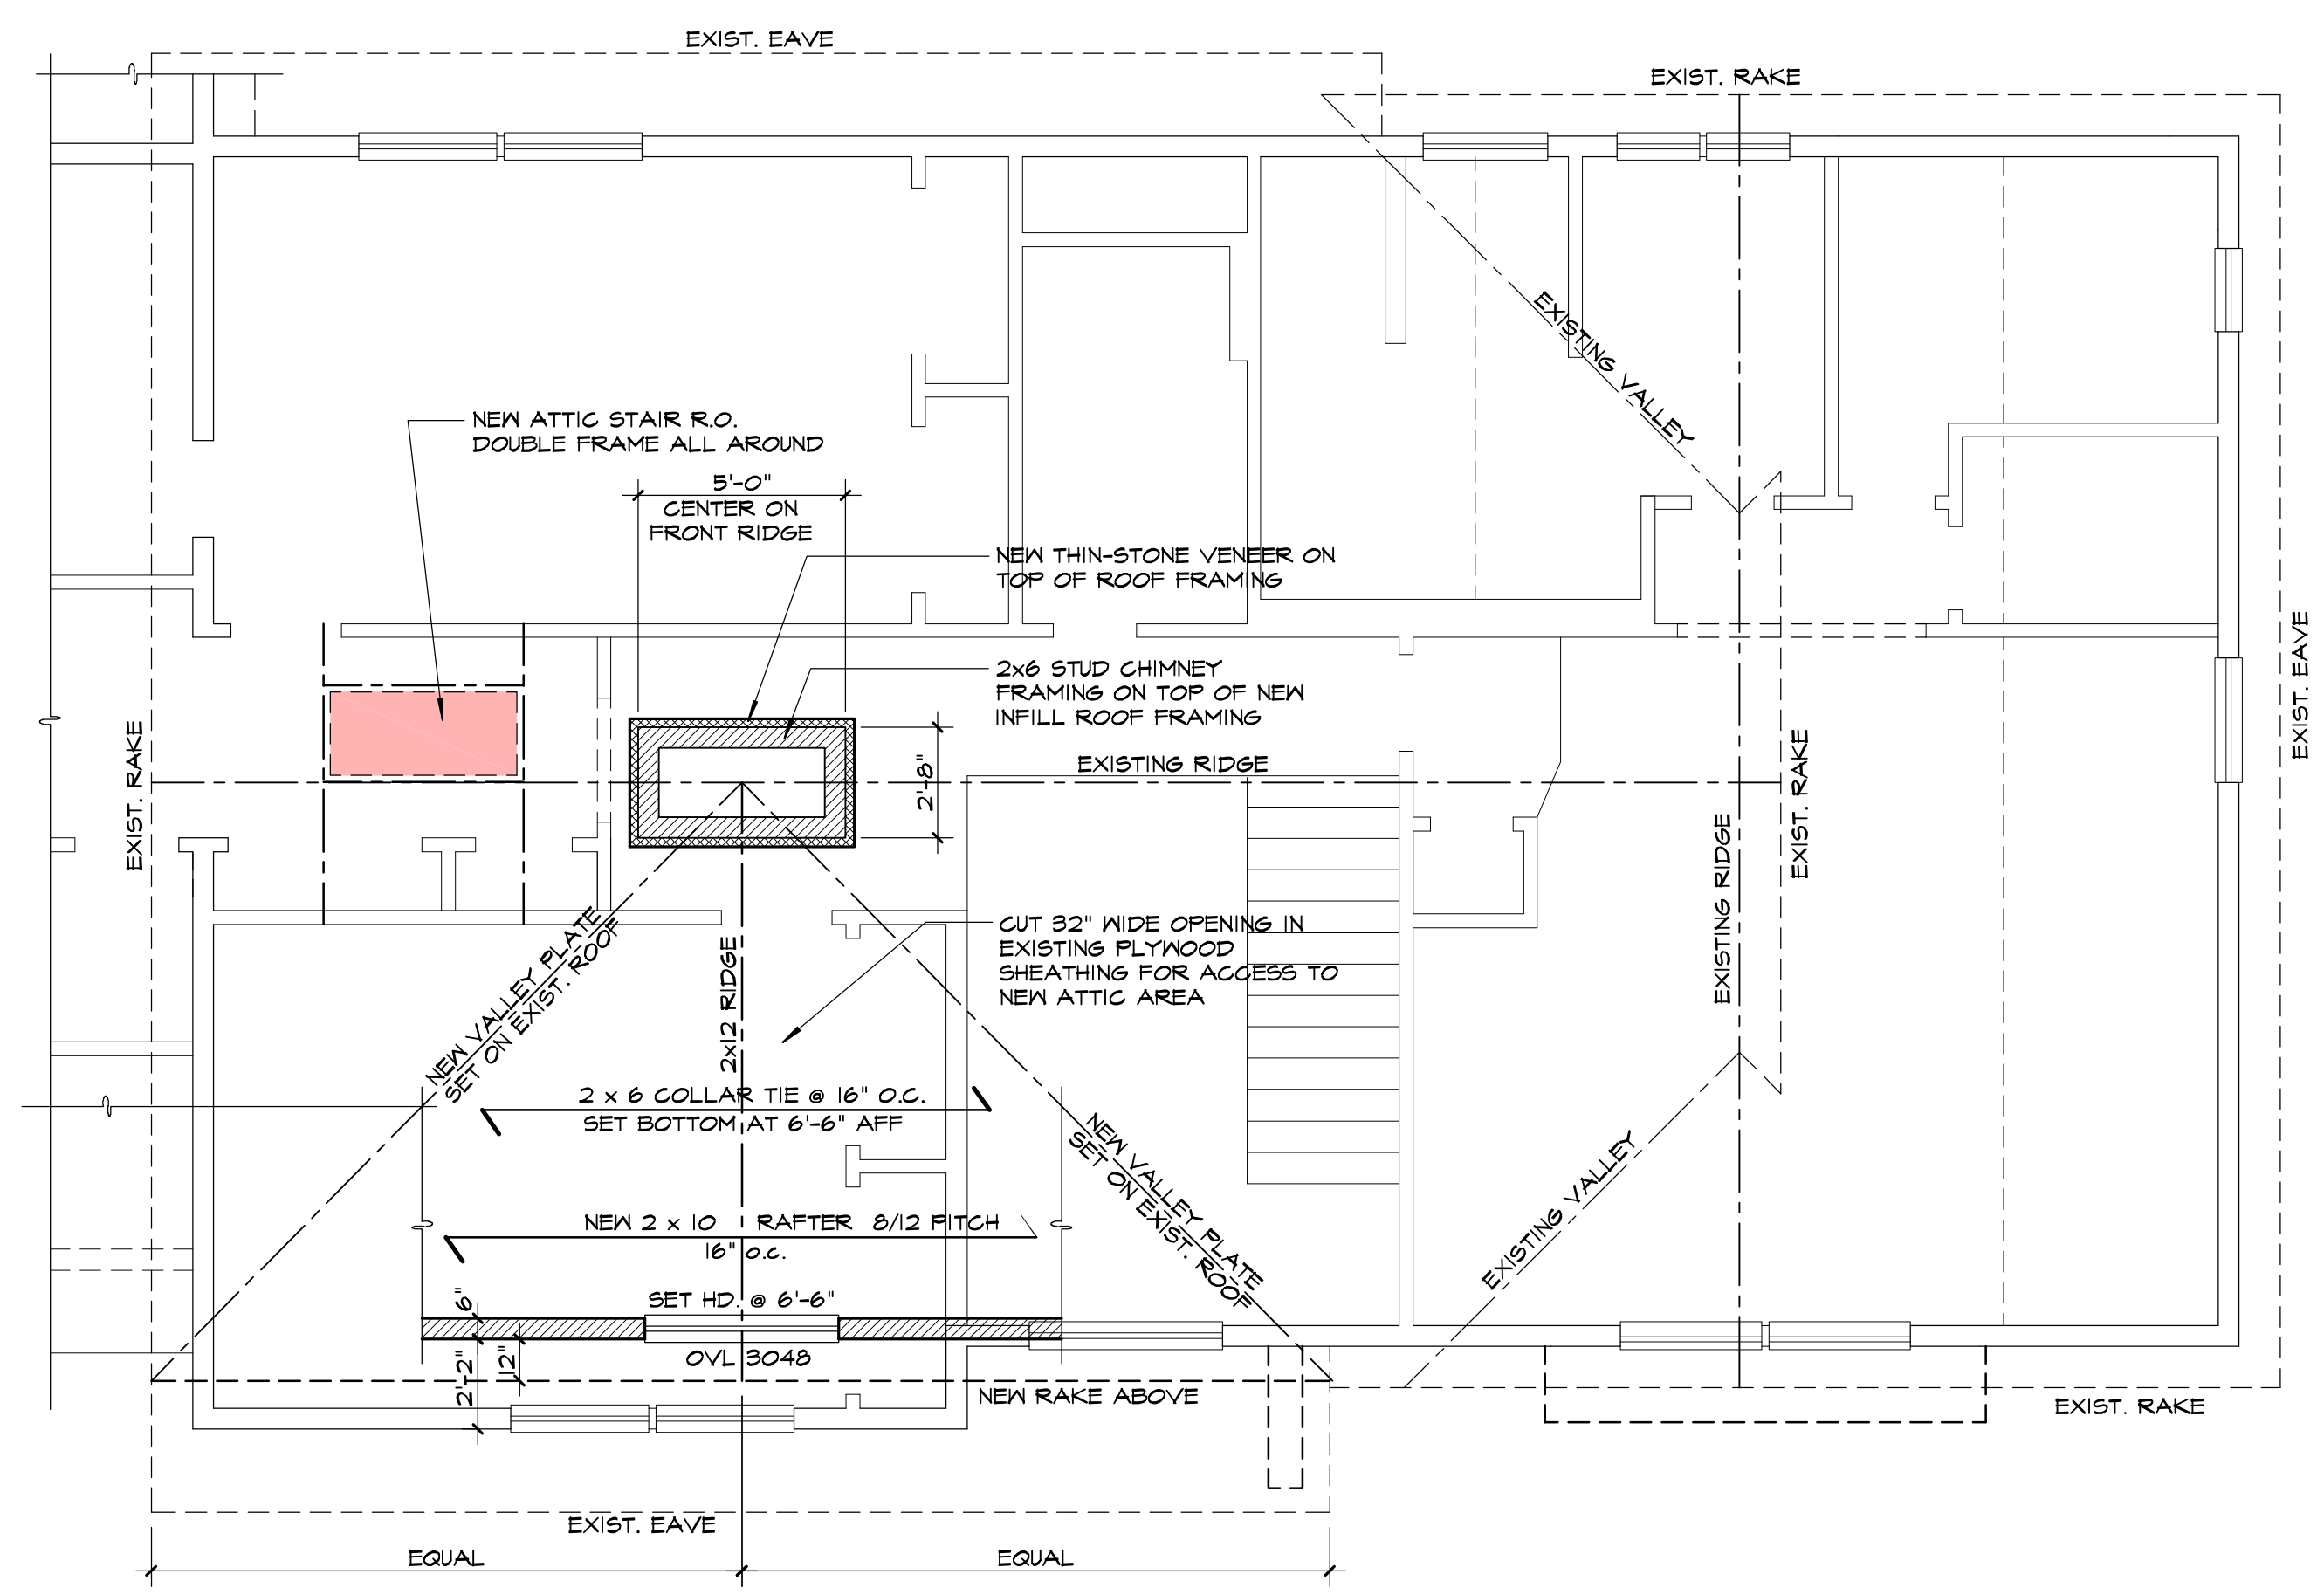 EXIST. EAVE
EXIST. RAKE
EXISTING VALLEY
NEW ATTIC STAIR R.O.
DOUBLE FRAME ALL AROUND
5'-0"
CENTER ON
FRONT RIDGE
NEW THIN-STONE VENEER ON
TOP OF ROOF FRAMING
2x6 STUD CHIMNEY
FRAMING ON TOP OF NEW
INFILL ROOF FRAMING
EXIST. RAKE
2'-8"
EXISTING RIDGE
EXIST. RAKE
EXISTING RIDGE
EXIST. EAVE
CUT 32" WIDE OPENING IN
EXISTING PLYWOOD
SHEATHING FOR ACCESS TO
NEW ATTIC AREA
NEW VALLEY PLATE
SET ON EXIST. ROOF
2x12 RIDGE
2 x 6 COLLAR TIE @ 16" O.C.
SET BOTTOM AT 6'-6" AFF
NEW VALLEY PLATE
SET ON EXIST. ROOF
EXISTING VALLEY
NEW 2 x 10 RAFTER 8/12 PITCH
16" O.C.
6"
SET HD. @ 6'-6"
2'-2"
12"
OVL 3048
NEW RAKE ABOVE
EXIST. RAKE
EXIST. EAVE
EQUAL
EQUAL